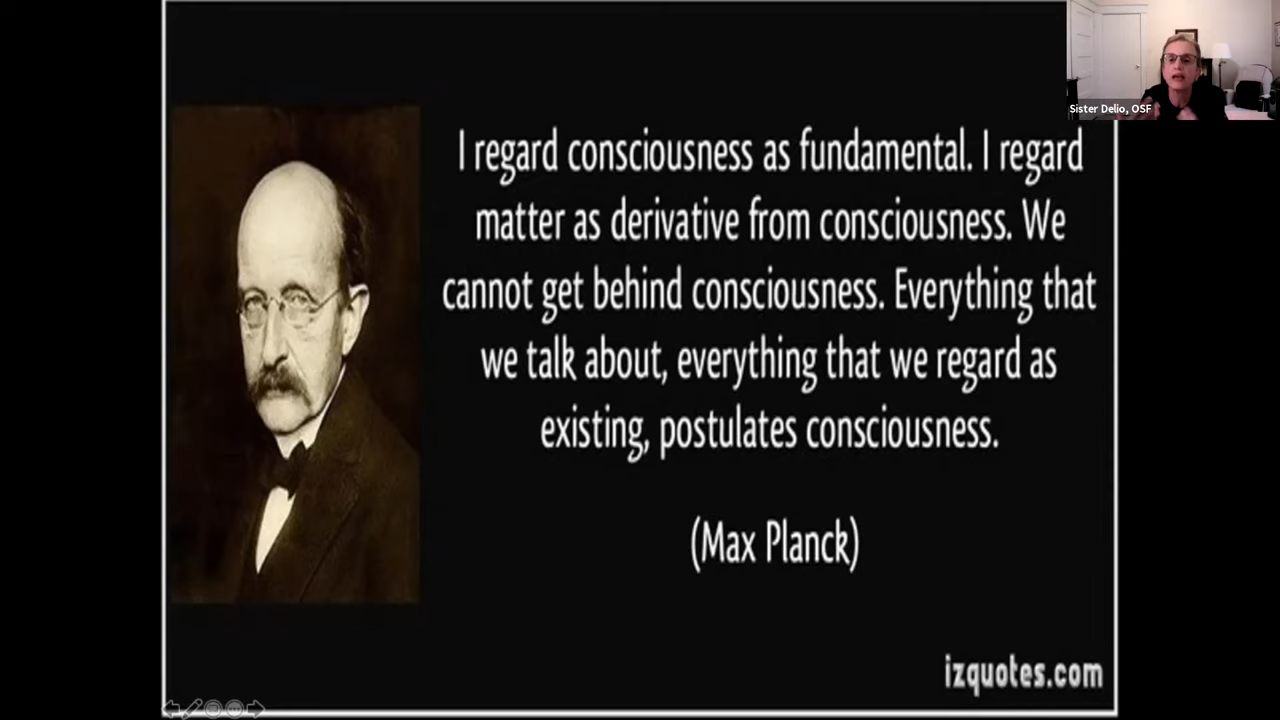 Sister Delio, OSF
I regard consciousness as fundamental. I regard
matter as derivative from consciousness. We
cannot get behind consciousness. Everything that
we talk about, everything that we regard as
existing, postulates consciousness.
(Max Planck)
izquotes.com